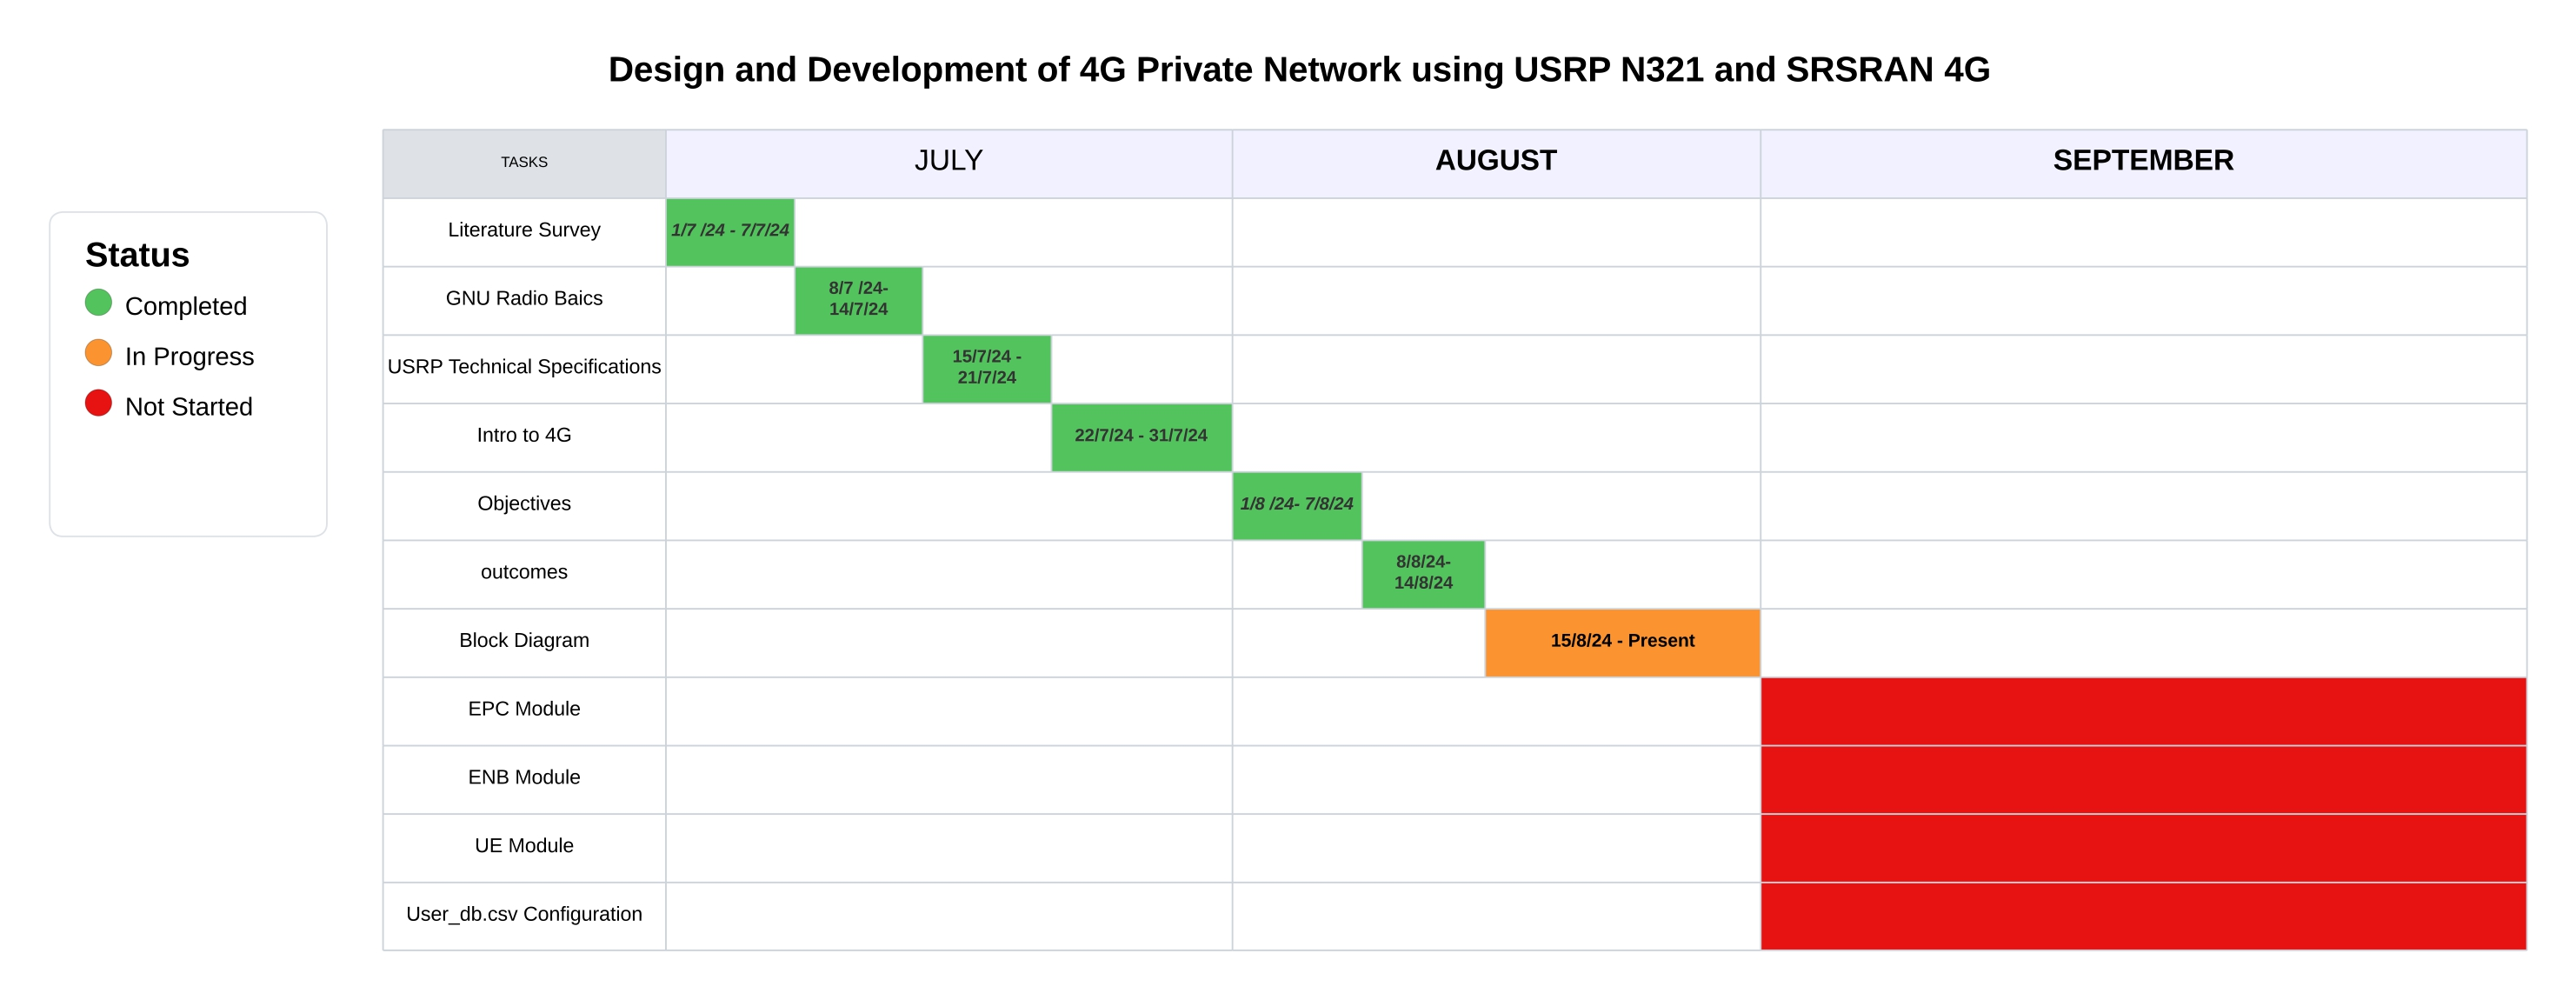 Design and Development of 4G Private Network using USRP N321 and SRSRAN 4G
TASKS
JULY
AUGUST
SEPTEMBER
Status
Completed
In Progress
Not Started
Literature Survey
1/7 /24 - 7/7/24
GNU Radio Baics
8/7 /24-
14/7/24
USRP Technical Specifications
15/7/24 -
21/7/24
Intro to 4G
22/7/24 - 31/7/24
Objectives
1/8 /24- 7/8/24
outcomes
8/8/24-
14/8/24
Block Diagram
15/8/24 - Present
EPC Module
ENB Module
UE Module
User_db.csv Configuration